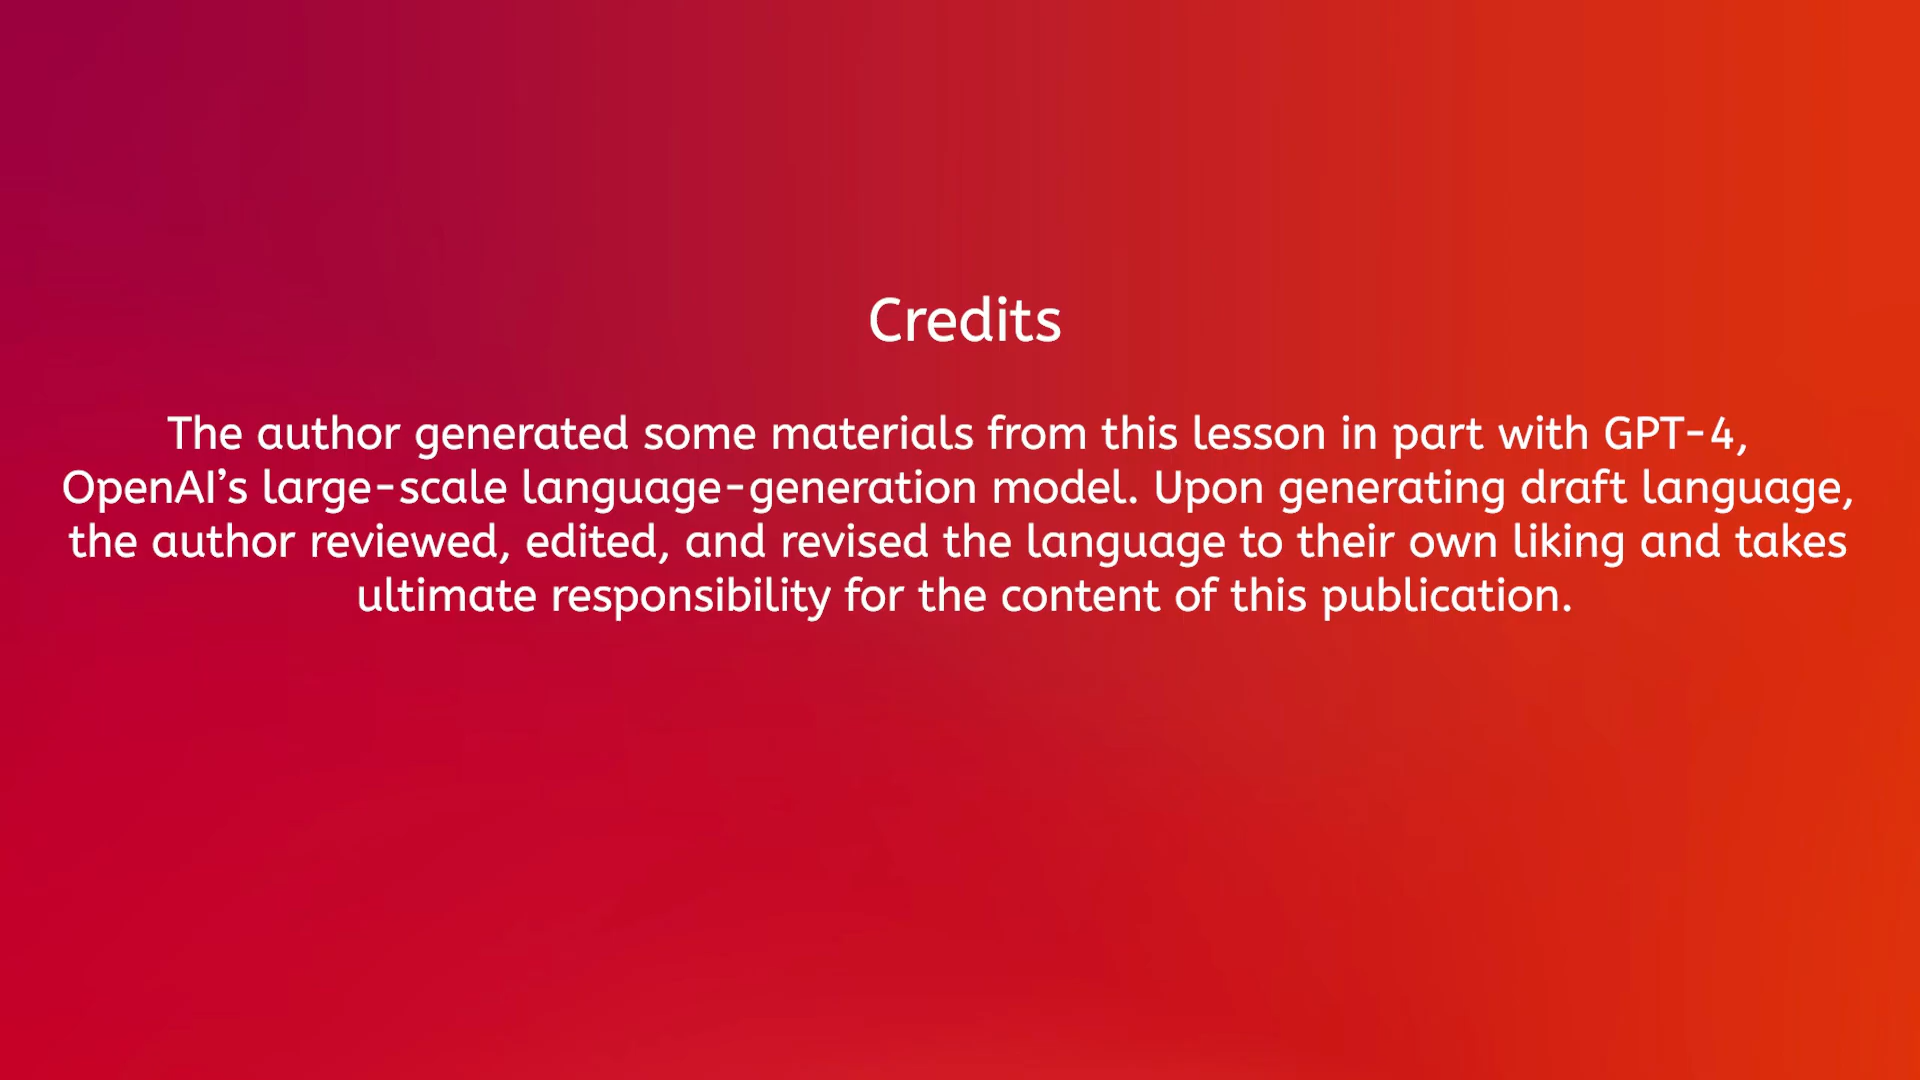 Credits
The author generated some materials from this lesson in part with GPT-4,
OpenAI’s large-scale language-generation model. Upon generating draft language,
the author reviewed, edited, and revised the language to their own liking and takes
ultimate responsibility for the content of this publication.